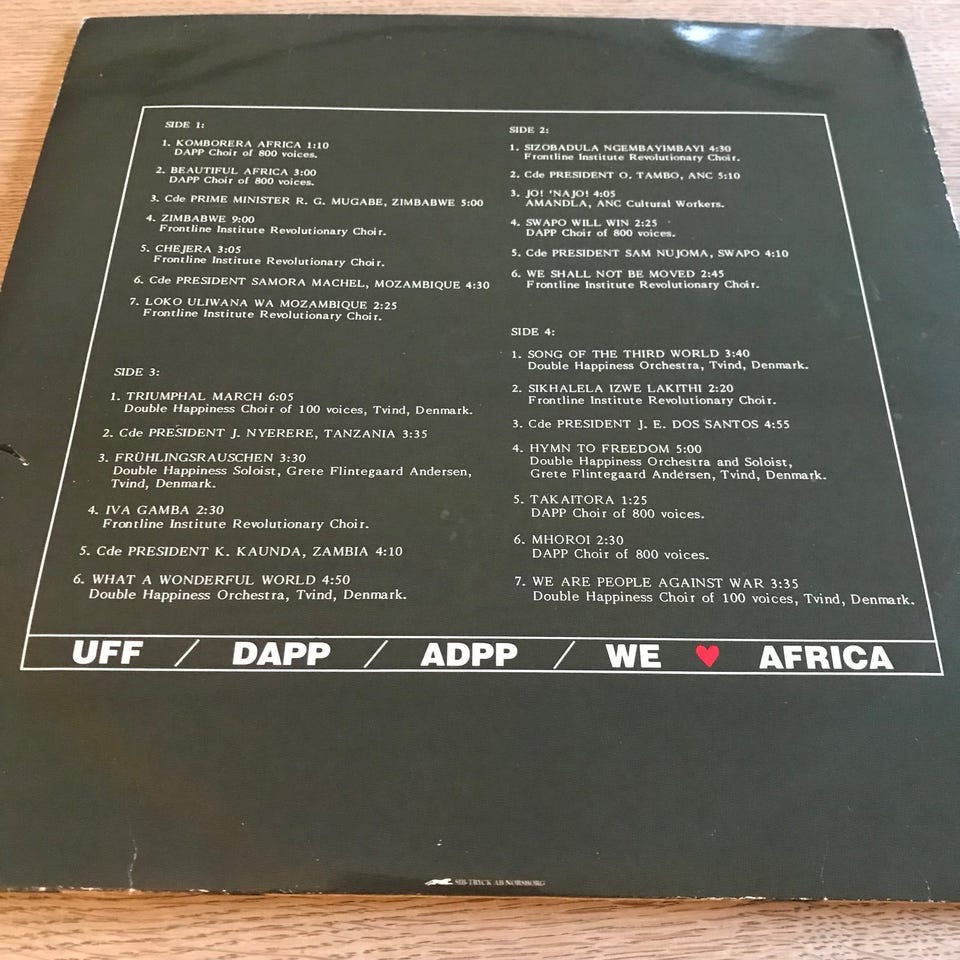 SIDE 1:
1. KOMBORERA AFRICA 1:10
DAPP Choir of 800 voices.
2. BEAUTIFUL AFRICA 3:00
DAPP Choir of 800 voices.
3. Cde PRIME MINISTER R. G. MUGABE, ZIMBABWE 5:00
4. ZIMBABWE 9:00
Frontline Institute Revolutionary Choir.
5. CHEJERA 3:05
Frontline Institute Revolutionary Choir.
6. Cde PRESIDENT SAMORA MACHEL, MOZAMBIQUE 4:30
7. LOKO ULIWANA WA MOZAMBIQUE 2:25
Frontline Institute Revolutionary Choir.
SIDE 2:
1. SIZOBADULA NGEMBAYIMBAYI 4:30
Frontline Institute Revolutionary Choir.
2. Cde PRESIDENT O. TAMBO, ANC 5:10
3. JO! 'NAJO! 4:05
AMANDLA, ANC Cultural Workers.
4. SWAPO WILL WIN 2:25
DAPP Choir of 800 voices.
5. Cde PRESIDENT SAM NUJOMA, SWAPO 4:10
6. WE SHALL NOT BE MOVED 2:45
Frontline Institute Revolutionary Choir.
SIDE 3:
1. TRIUMPHAL MARCH 6:05
Double Happiness Choir of 100 voices, Tvind, Denmark.
2. Cde PRESIDENT J. NYERERE, TANZANIA 3:35
3. FRÜHLINGSRAUSCHEN 3:30
Double Happiness Soloist, Grete Flintegaard Andersen,
Tvind, Denmark.
4. IVA GAMBA 2:30
Frontline Institute Revolutionary Choir.
5. Cde PRESIDENT K. KAUNDA, ZAMBIA 4:10
6. WHAT A WONDERFUL WORLD 4:50
Double Happiness Orchestra, Tvind, Denmark.
SIDE 4:
1. SONG OF THE THIRD WORLD 3:40
Double Happiness Orchestra, Tvind, Denmark.
2. SIKHALELA IZWE LAKITHI 2:20
Frontline Institute Revolutionary Choir.
3. Cde PRESIDENT J. E. DOS SANTOS 4:55
4. HYMN TO FREEDOM 5:00
Double Happiness Orchestra and Soloist,
Grete Flintegaard Andersen, Tvind, Denmark.
5. TAKAITORA 1:25
DAPP Choir of 800 voices.
6. MHOROI 2:30
DAPP Choir of 800 voices.
7. WE ARE PEOPLE AGAINST WAR 3:35
Double Happiness Choir of 100 voices, Tvind, Denmark.
UFF / DAPP / ADPP / WE ♥ AFRICA
SIB-TRYCK AB NORSBORG